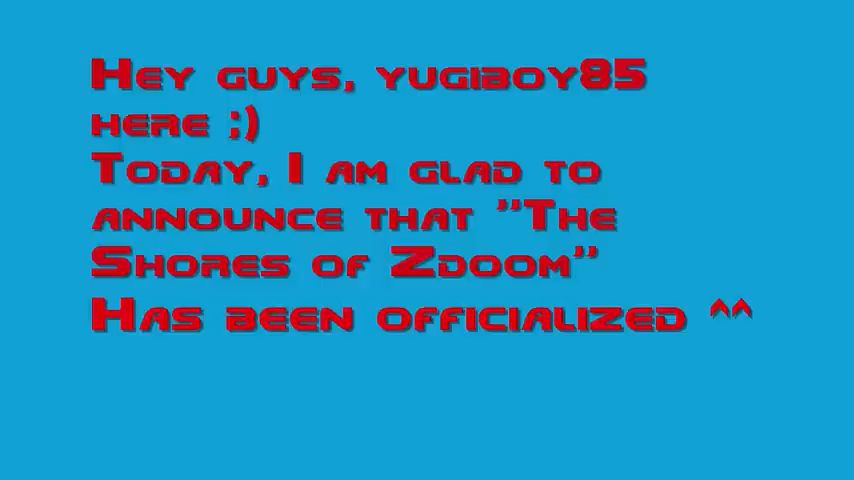 Hey guys, yugiboy85
here ;)
Today, I am glad to
announce that "The
Shores of Zdoom"
Has been officialized ^^